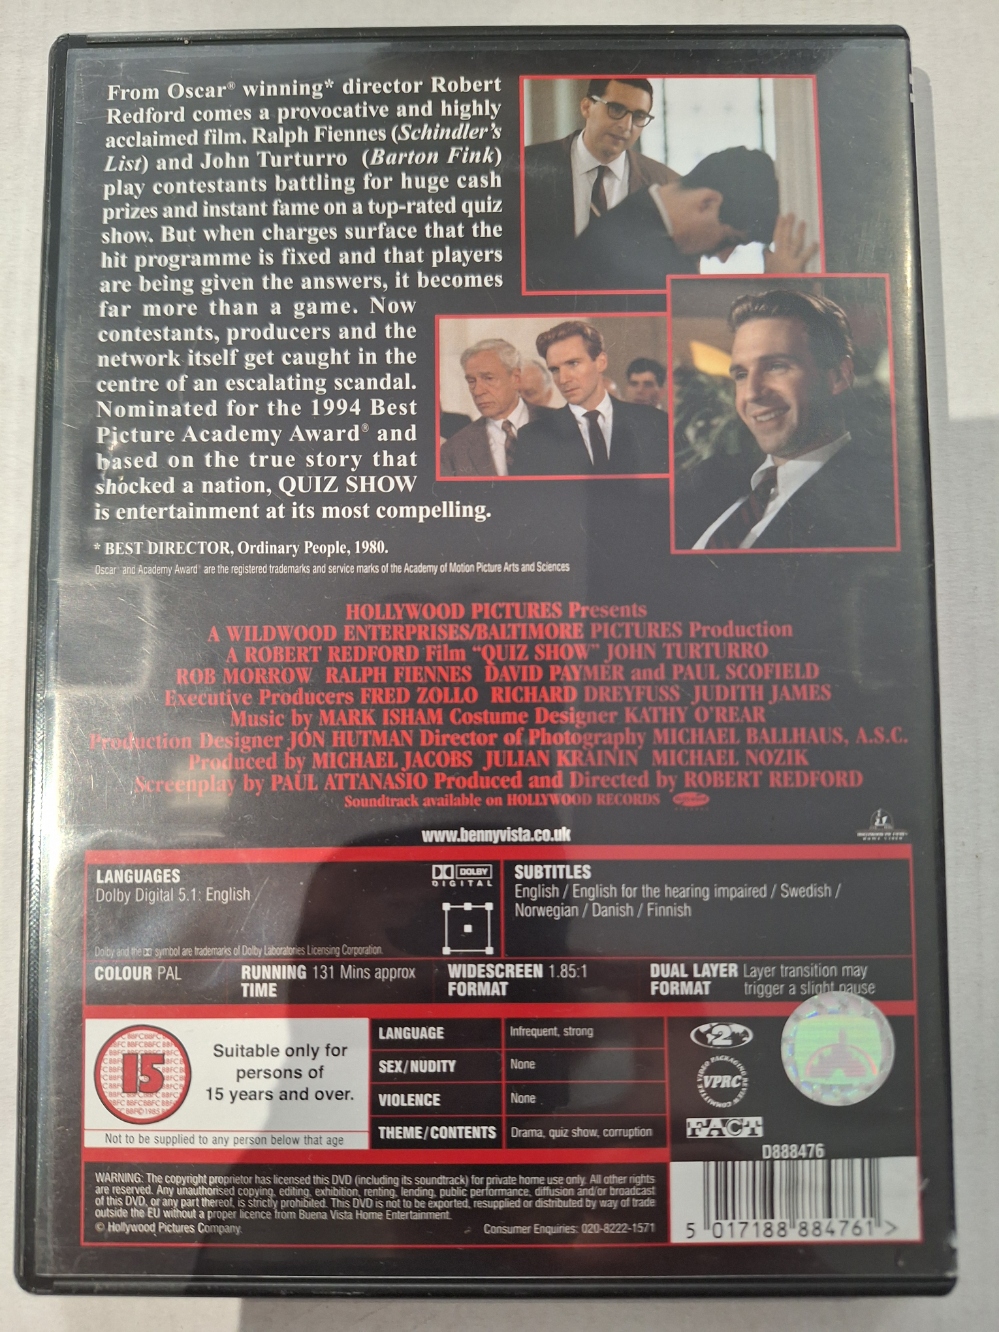 From Oscar® winning* director Robert
Redford comes a provocative and highly
acclaimed film. Ralph Fiennes (Schindler's
List) and John Turturro (Barton Fink)
play contestants battling for huge cash
prizes and instant fame on a top-rated quiz
show. But when charges surface that the
hit programme is fixed and that players
are being given the answers, it becomes
far more than a game. Now
contestants, producers and the
network itself get caught in the
centre of an escalating scandal.
Nominated for the 1994 Best
Picture Academy Award® and
based on the true story that
shocked a nation, QUIZ SHOW
is entertainment at its most compelling.
* BEST DIRECTOR, Ordinary People, 1980.
Oscar® and Academy Award® are the registered trademarks and service marks of the Academy of Motion Picture Arts and Sciences
HOLLYWOOD PICTURES Presents
A WILDWOOD ENTERPRISES/BALTIMORE PICTURES Production
A ROBERT REDFORD Film "QUIZ SHOW" JOHN TURTURRO
ROB MORROW RALPH FIENNES DAVID PAYMER and PAUL SCOFIELD
Executive Producers FRED ZOLLO RICHARD DREYFUSS JUDITH JAMES
Music by MARK ISHAM Costume Designer KATHY O'REAR
Production Designer JON HUTMAN Director of Photography MICHAEL BALLHAUS, A.S.C.
Produced by MICHAEL JACOBS JULIAN KRAININ MICHAEL NOZIK
Screenplay by PAUL ATTANASIO Produced and Directed by ROBERT REDFORD
Soundtrack available on HOLLYWOOD RECORDS
www.bennyvista.co.uk
LANGUAGES
Dolby Digital 5.1: English
DOLBY
DIGITAL
Dolby and the symbol are trademarks of Dolby Laboratories Licensing Corporation.
SUBTITLES
English / English for the hearing impaired / Swedish /
Norwegian / Danish / Finnish
COLOUR PAL
RUNNING 131 Mins approx
TIME
WIDESCREEN 1.85:1
FORMAT
DUAL LAYER Layer transition may
FORMAT trigger a slight pause
15
Suitable only for
persons of
15 years and over.
Not to be supplied to any person below that age
LANGUAGE Infrequent, strong
SEX/NUDITY None
VIOLENCE None
THEME/CONTENTS Drama, quiz show, corruption
2
VIDEO PACKAGING REVIEW COMMITTEE
VPRC
FACT
D888476
WARNING: The copyright proprietor has licensed this DVD (including its soundtrack) for private home use only. All other rights
are reserved. Any unauthorised copying, editing, exhibition, renting, lending, public performance, diffusion and/or broadcast
of this DVD, or any part thereof, is strictly prohibited. This DVD is not to be exported, resupplied or distributed by way of trade
outside the EU without a proper licence from Buena Vista Home Entertainment.
© Hollywood Pictures Company.
Consumer Enquiries: 020-8222-1571
5 017188 884761 >